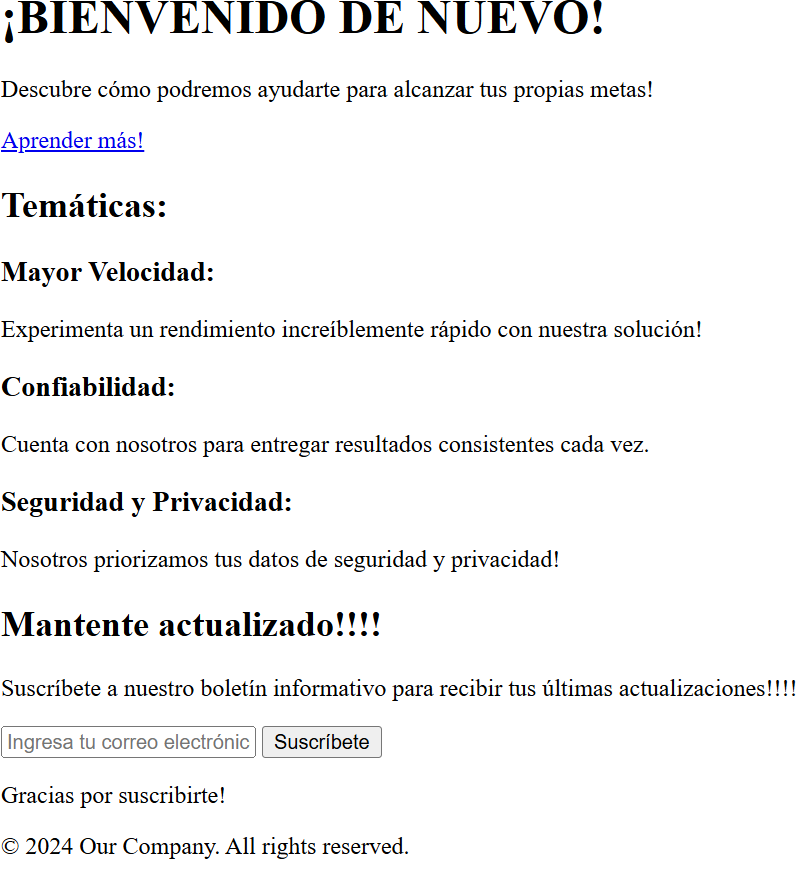 ¡BIENVENIDO DE NUEVO!
Descubre cómo podremos ayudarte para alcanzar tus propias metas!
Aprender más!
Temáticas:
Mayor Velocidad:
Experimenta un rendimiento increíblemente rápido con nuestra solución!
Confiabilidad:
Cuenta con nosotros para entregar resultados consistentes cada vez.
Seguridad y Privacidad:
Nosotros priorizamos tus datos de seguridad y privacidad!
Mantente actualizado!!!!
Suscríbete a nuestro boletín informativo para recibir tus últimas actualizaciones!!!!
Ingresa tu correo electrónic Suscríbete
Gracias por suscribirte!
© 2024 Our Company. All rights reserved.